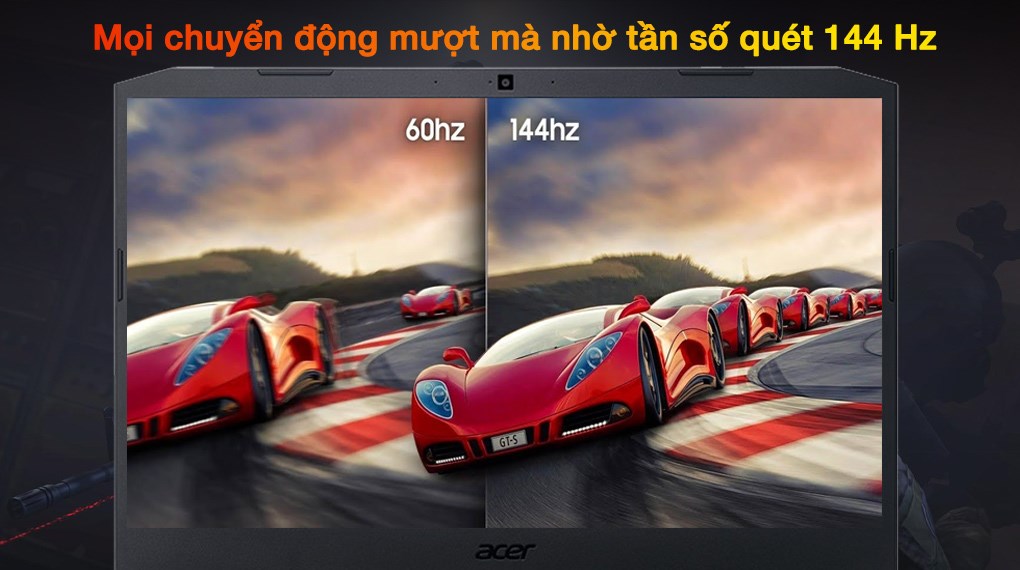 Mọi chuyển động mượt mà nhờ tần số quét 144 Hz
60hz
144hz
GT-S
acer